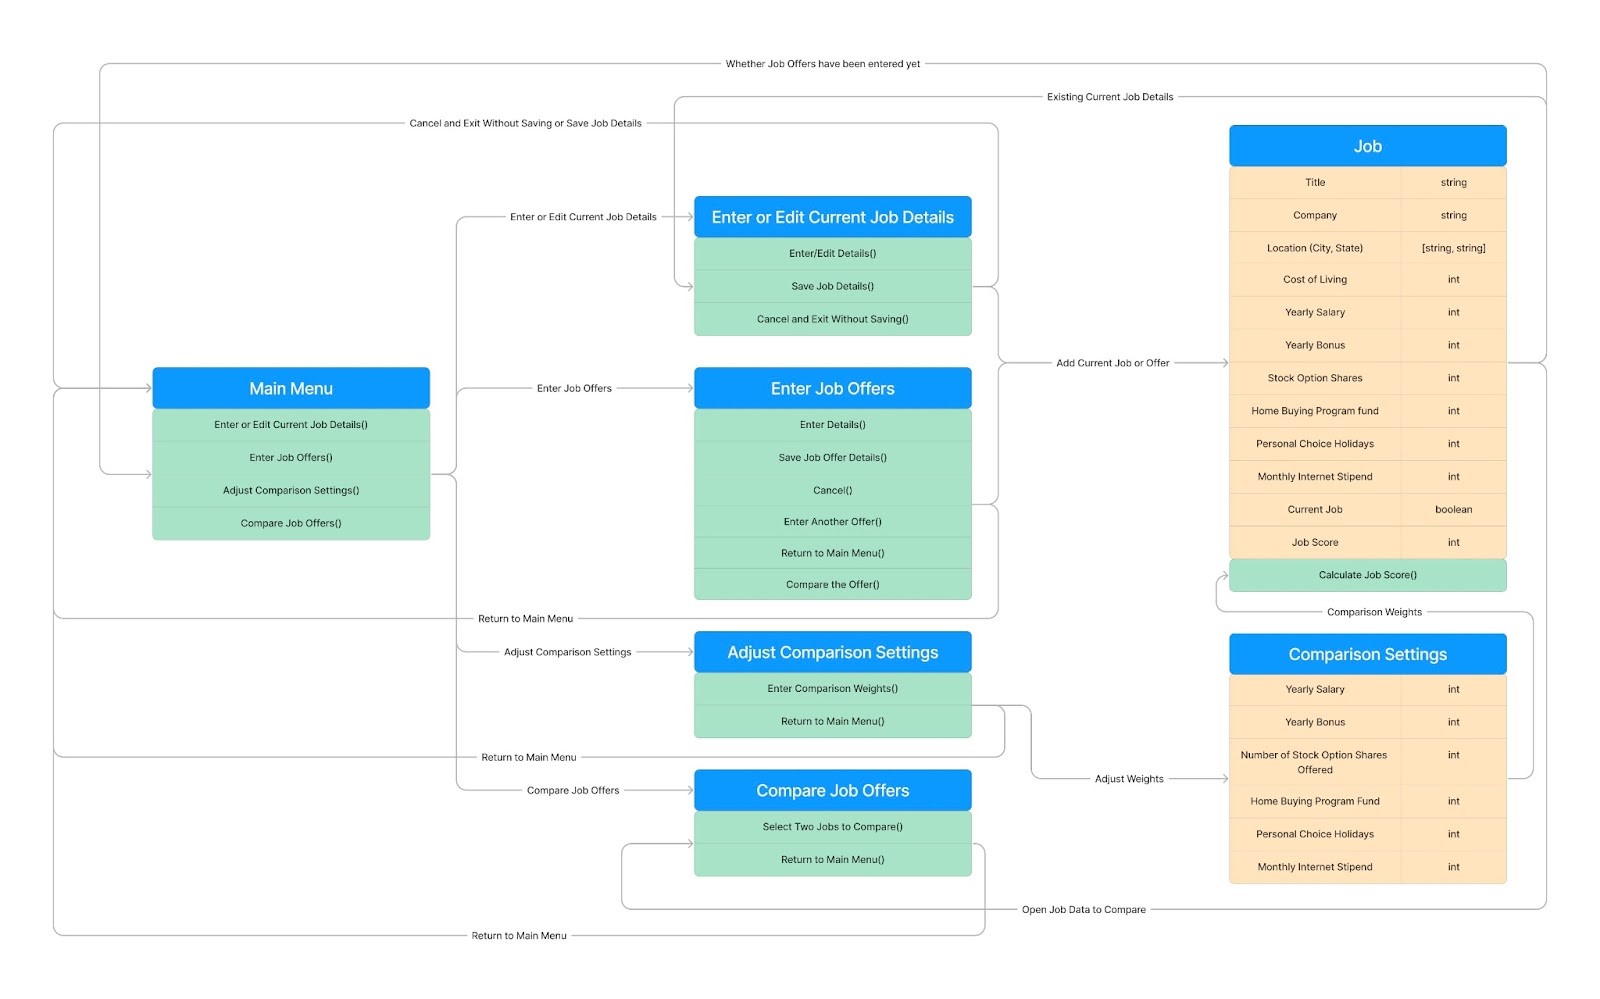 Whether Job Offers have been entered yet
Existing Current Job Details
Cancel and Exit Without Saving or Save Job Details
Main Menu
Enter or Edit Current Job Details()
Enter Job Offers()
Adjust Comparison Settings()
Compare Job Offers()
Enter or Edit Current Job Details
Enter or Edit Current Job Details
Enter/Edit Details()
Save Job Details()
Cancel and Exit Without Saving()
Enter Job Offers
Enter Job Offers
Enter Details()
Save Job Offer Details()
Cancel()
Enter Another Offer()
Return to Main Menu()
Compare the Offer()
Return to Main Menu
Adjust Comparison Settings
Adjust Comparison Settings
Enter Comparison Weights()
Return to Main Menu()
Return to Main Menu
Compare Job Offers
Compare Job Offers
Select Two Jobs to Compare()
Return to Main Menu()
Return to Main Menu
Add Current Job or Offer
Adjust Weights
Open Job Data to Compare
Job
Title string
Company string
Location (City, State) [string, string]
Cost of Living int
Yearly Salary int
Yearly Bonus int
Stock Option Shares int
Home Buying Program fund int
Personal Choice Holidays int
Monthly Internet Stipend int
Current Job boolean
Job Score int
Calculate Job Score()
Comparison Weights
Comparison Settings
Yearly Salary int
Yearly Bonus int
Number of Stock Option Shares int
Offered
Home Buying Program Fund int
Personal Choice Holidays int
Monthly Internet Stipend int